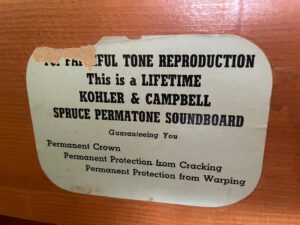 FUL TONE REPRODUCTION
This is a LIFETIME
KOHLER & CAMPBELL
SPRUCE PERMATONE SOUNDBOARD
Guaranteeing You
Permanent Crown
Permanent Protection from Cracking
Permanent Protection from Warping